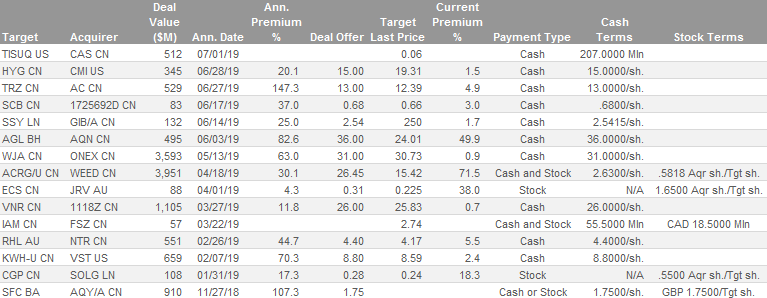 Deal Ann. Target Current
Value Premium Last Premium Cash
Target Acquirer ($M) Ann. Date % Deal Offer Last Price % Payment Type Terms Stock Terms
TISUQ US CAS CN 512 07/01/19 0.06 Cash 207.0000 Mln
HYG CN CMI US 345 06/28/19 20.1 15.00 19.31 1.5 Cash 15.0000/sh.
TRZ CN AC CN 529 06/27/19 147.3 13.00 12.39 4.9 Cash 13.0000/sh.
SCB CN 1725692D CN 83 06/17/19 37.0 0.68 0.66 3.0 Cash .6800/sh.
SSY LN GIB/A CN 132 06/14/19 25.0 2.54 250 1.7 Cash 2.5415/sh.
AGL BH AQN CN 495 06/03/19 82.6 36.00 24.01 49.9 Cash 36.0000/sh.
WJA CN ONEX CN 3,593 05/13/19 63.0 31.00 30.73 0.9 Cash 31.0000/sh.
ACRG/U CN WEED CN 3,951 04/18/19 30.1 26.45 15.42 71.5 Cash and Stock 2.6300/sh. .5818 Aqr sh./Tgt sh.
ECS CN JRV AU 88 04/01/19 4.3 0.31 0.225 38.0 Stock N/A 1.6500 Aqr sh./Tgt sh.
VNR CN 1118Z CN 1,105 03/27/19 11.8 26.00 25.83 0.7 Cash 26.0000/sh.
IAM CN FSZ CN 57 03/22/19 2.74 Cash and Stock 55.5000 Mln CAD 18.5000 Mln
RHL AU NTR CN 551 02/26/19 44.7 4.40 4.17 5.5 Cash 4.4000/sh.
KWH-U CN VST US 659 02/07/19 70.3 8.80 8.59 2.4 Cash 8.8000/sh.
CGP CN SOLG LN 108 01/31/19 17.3 0.28 0.24 18.3 Stock N/A .5500 Aqr sh./Tgt sh.
SFC BA AQY/A CN 910 11/27/18 107.3 1.75 Cash or Stock 1.7500/sh. GBP 1.7500/Tgt sh.